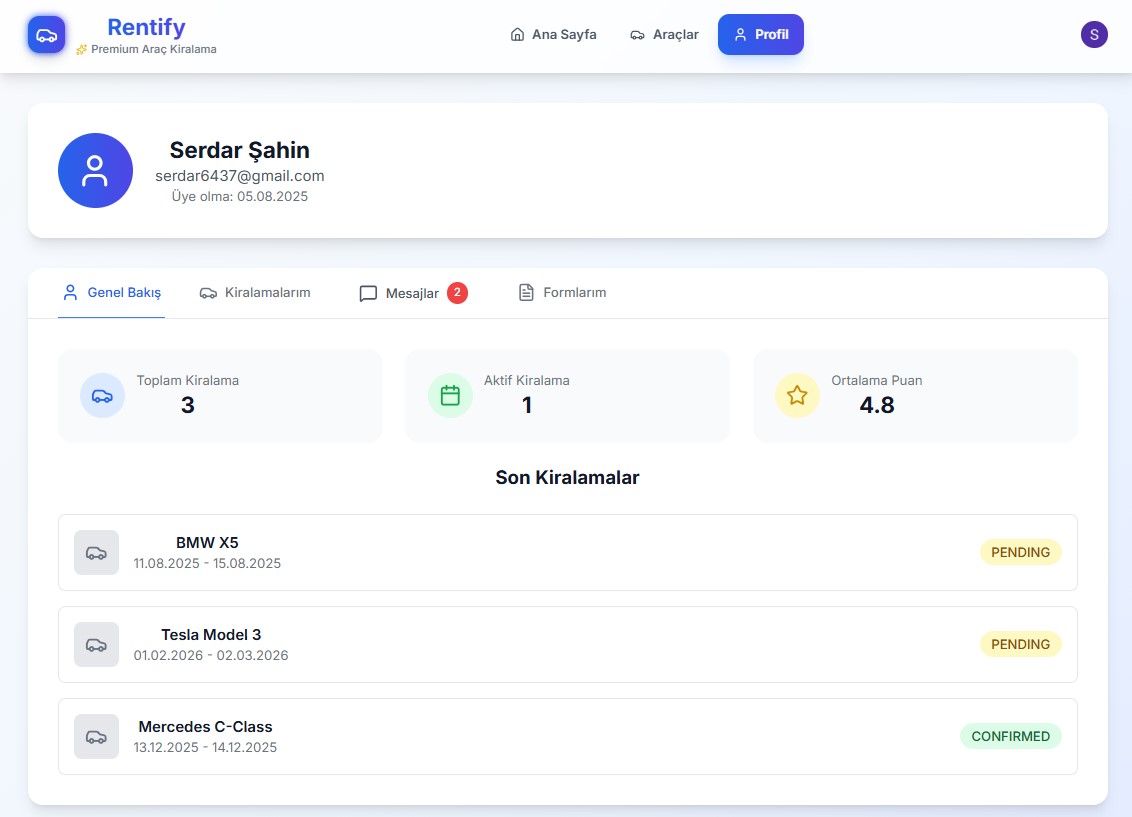 Rentify
Premium Araç Kiralama
Ana Sayfa
Araçlar
Profil
S
Serdar Şahin
serdar6437@gmail.com
Üye olma: 05.08.2025
Genel Bakış
Kiralamalarım
Mesajlar 2
Formlarım
Toplam Kiralama
3
Aktif Kiralama
1
Ortalama Puan
4.8
Son Kiralamalar
BMW X5
11.08.2025 - 15.08.2025
PENDING
Tesla Model 3
01.02.2026 - 02.03.2026
PENDING
Mercedes C-Class
13.12.2025 - 14.12.2025
CONFIRMED